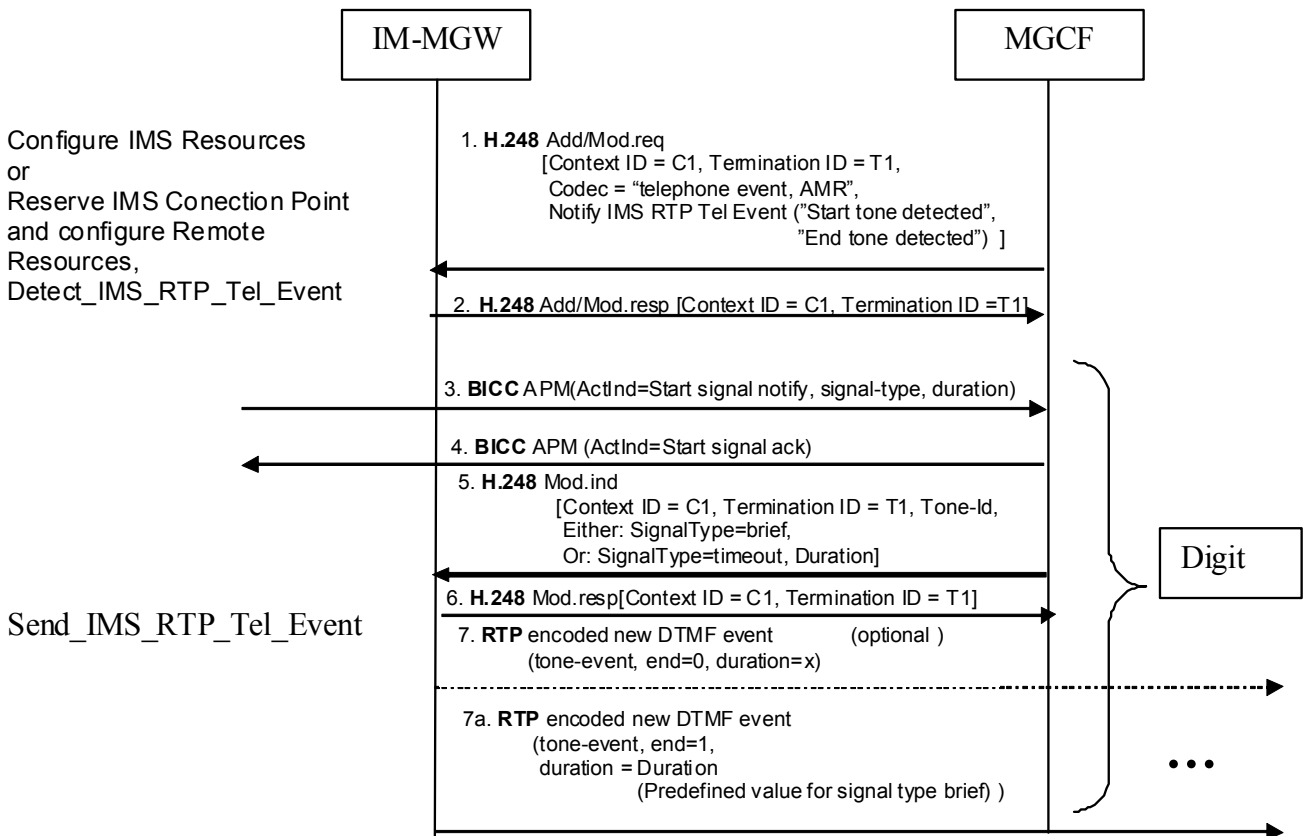 IM-MGW
MGCF
Configure IMS Resources
or
Reserve IMS Conection Point
and configure Remote
Resources,
Detect_IMS_RTP_Tel_Event
1. H.248 Add/Mod.req
[Context ID = C1, Termination ID = T1,
Codec = “telephone event, AMR”,
Notify IMS RTP Tel Event (”Start tone detected”,
”End tone detected”) ]
2. H.248 Add/Mod.resp [Context ID = C1, Termination ID =T1]
3. BICC APM(ActInd=Start signal notify, signal-type, duration)
4. BICC APM (ActInd=Start signal ack)
5. H.248 Mod.ind
[Context ID = C1, Termination ID = T1, Tone-Id,
Either: SignalType=brief,
Or: SignalType=timeout, Duration]
Digit
6. H.248 Mod.resp[Context ID = C1, Termination ID = T1]
Send_IMS_RTP_Tel_Event
7. RTP encoded new DTMF event (optional )
(tone-event, end=0, duration=x)
7a. RTP encoded new DTMF event
(tone-event, end=1,
duration = Duration
(Predefined value for signal type brief) )
...